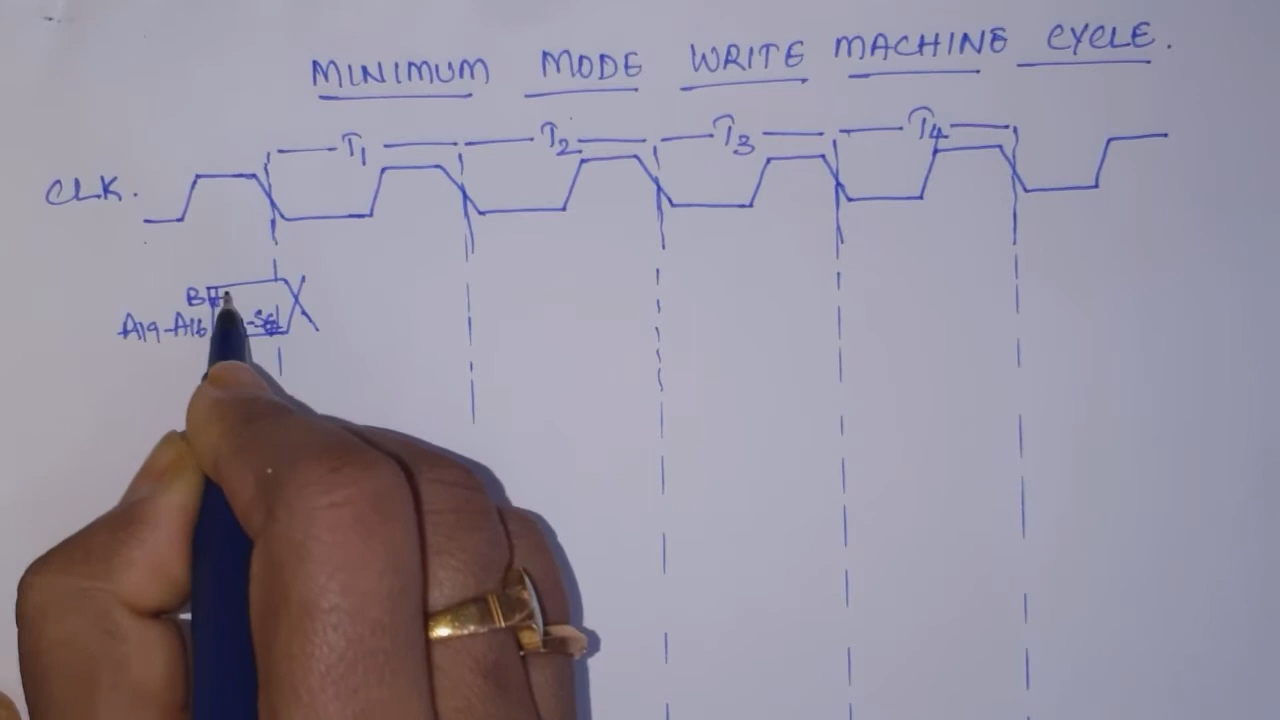 MINIMUM MODE WRITE MACHINE CYCLE.
T1 T2 T3 T4
CLK.
A19-A16